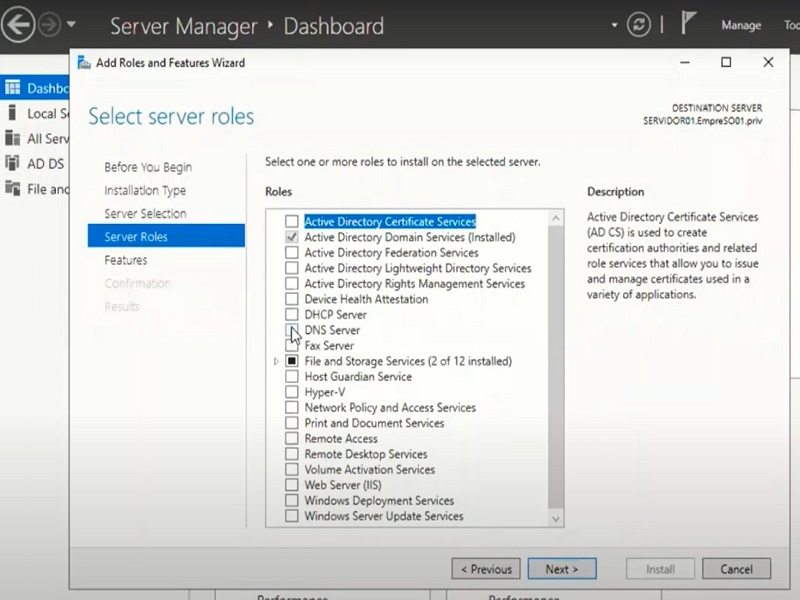 Server Manager ‣ Dashboard
Manage
Add Roles and Features Wizard
Select server roles
DESTINATION SERVER
SERVIDOR01.EmpreSO01.priv
Before You Begin
Installation Type
Server Selection
Server Roles
Features
Confirmation
Results
Select one or more roles to install on the selected server.
Roles
Active Directory Certificate Services
Active Directory Domain Services (Installed)
Active Directory Federation Services
Active Directory Lightweight Directory Services
Active Directory Rights Management Services
Device Health Attestation
DHCP Server
DNS Server
Fax Server
File and Storage Services (2 of 12 installed)
Host Guardian Service
Hyper-V
Network Policy and Access Services
Print and Document Services
Remote Access
Remote Desktop Services
Volume Activation Services
Web Server (IIS)
Windows Deployment Services
Windows Server Update Services
Description
Active Directory Certificate Services
(AD CS) is used to create
certification authorities and related
role services that allow you to issue
and manage certificates used in a
variety of applications.
< Previous
Next >
Install
Cancel
Dashb
Local Se
All Serv
AD DS
File and